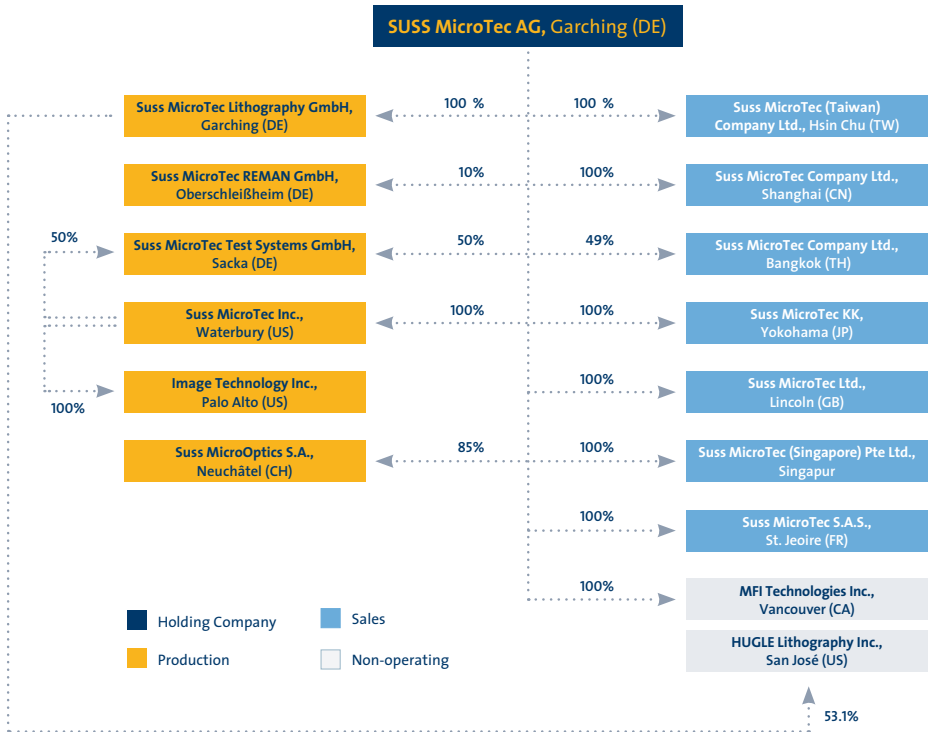 SUSS MicroTec AG, Garching (DE)
Suss MicroTec Lithography GmbH,
Garching (DE)
100 %
100 %
Suss MicroTec (Taiwan)
Company Ltd., Hsin Chu (TW)
Suss MicroTec REMAN GmbH,
Oberschleißheim (DE)
10%
100%
Suss MicroTec Company Ltd.,
Shanghai (CN)
50%
Suss MicroTec Test Systems GmbH,
Sacka (DE)
50%
49%
Suss MicroTec Company Ltd.,
Bangkok (TH)
Suss MicroTec Inc.,
Waterbury (US)
100%
100%
Suss MicroTec KK,
Yokohama (JP)
100%
Image Technology Inc.,
Palo Alto (US)
100%
Suss MicroTec Ltd.,
Lincoln (GB)
Suss MicroOptics S.A.,
Neuchâtel (CH)
85%
100%
Suss MicroTec (Singapore) Pte Ltd.,
Singapur
100%
Suss MicroTec S.A.S.,
St. Jeoire (FR)
100%
MFI Technologies Inc.,
Vancouver (CA)
HUGLE Lithography Inc.,
San José (US)
53.1%
Holding Company
Sales
Production
Non-operating